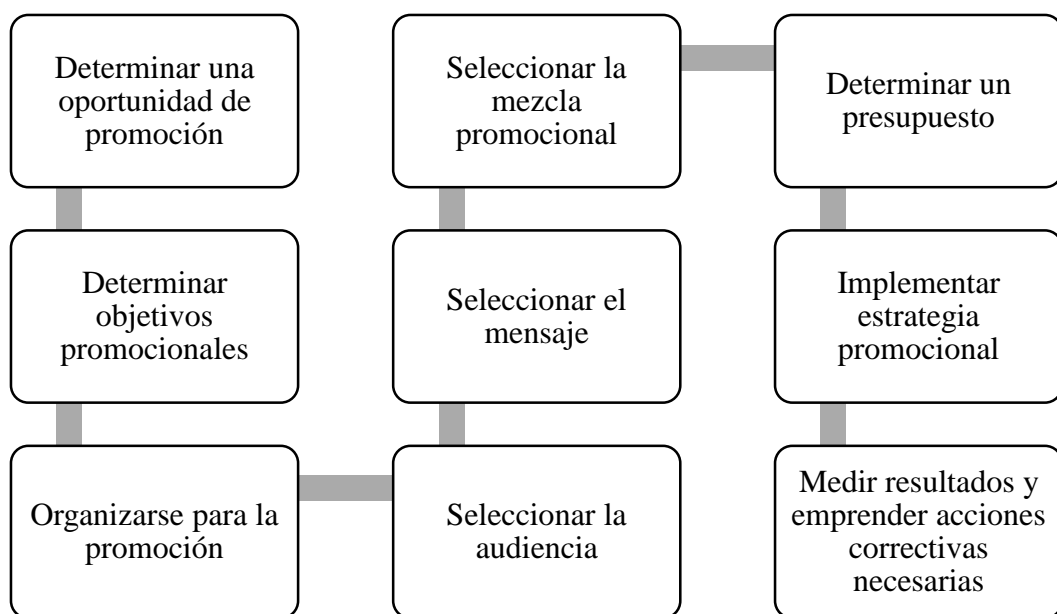 Determinar una
oportunidad de
promoción
Determinar
objetivos
promocionales
Organizarse para la
promoción
Seleccionar la
audiencia
Seleccionar el
mensaje
Seleccionar la
mezcla
promocional
Determinar un
presupuesto
Implementar
estrategia
promocional
Medir resultados y
emprender acciones
correctivas
necesarias